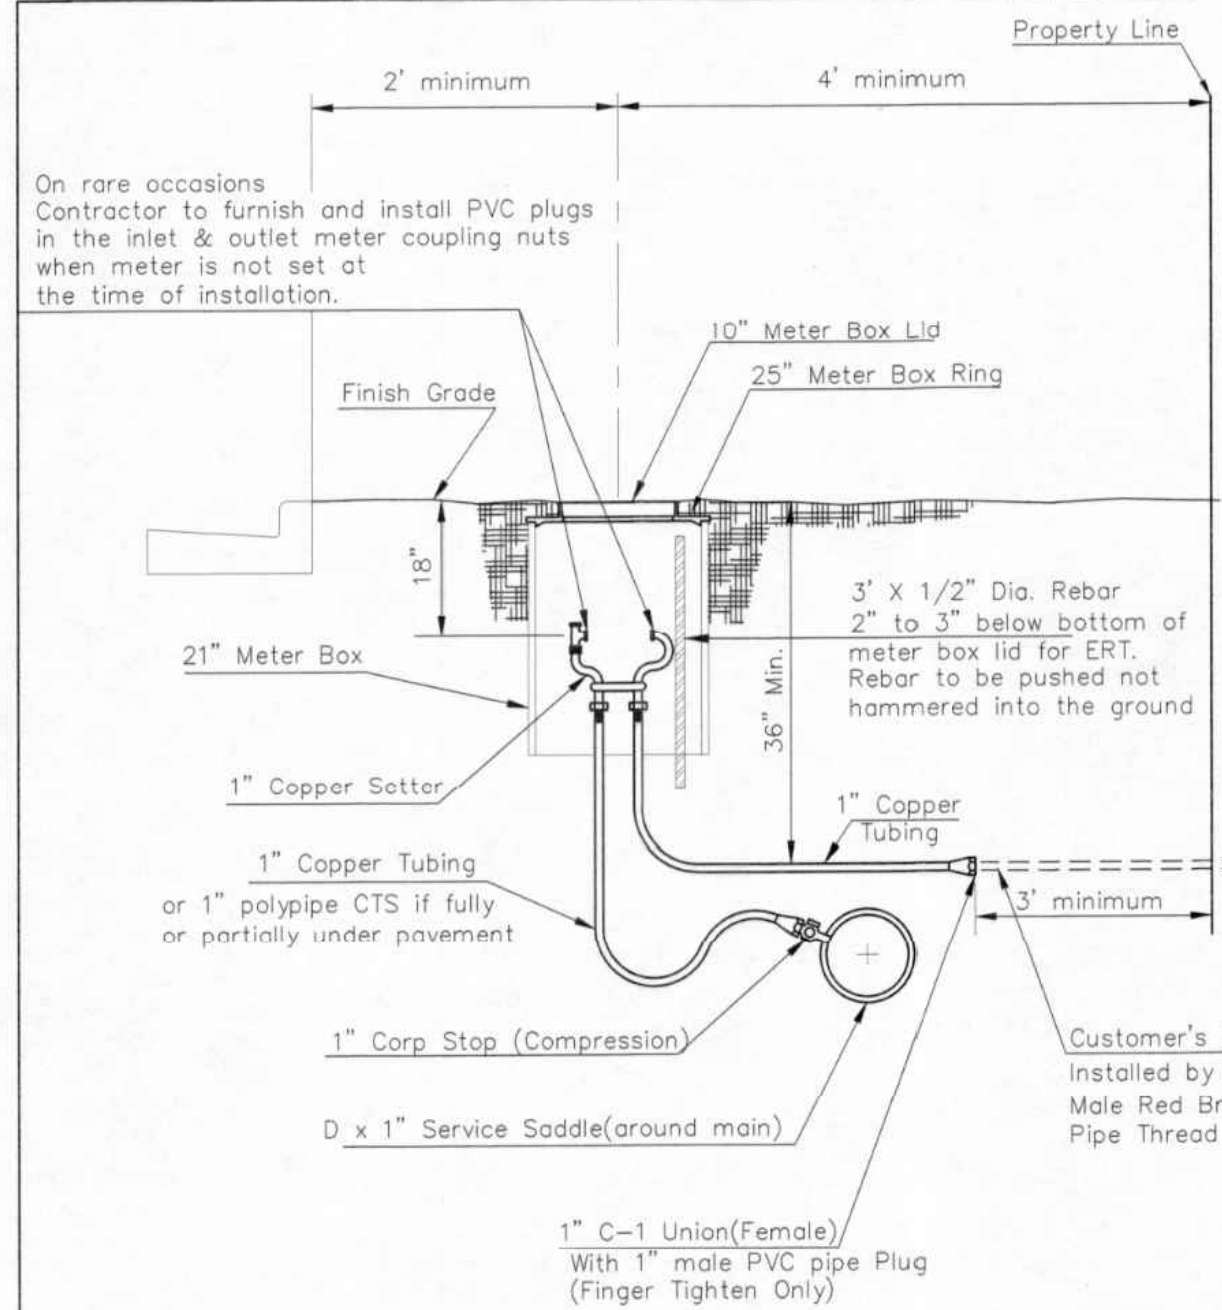 Property Line
2' minimum
4' minimum
On rare occasions
Contractor to furnish and install PVC plugs
in the inlet & outlet meter coupling nuts
when meter is not set at
the time of installation.
10" Meter Box Lid
25" Meter Box Ring
Finish Grade
18"
36" Min.
3' X 1/2" Dia. Rebar
2" to 3" below bottom of
meter box lid for ERT.
Rebar to be pushed not
hammered into the ground
21" Meter Box
1" Copper Setter
1" Copper
Tubing
1" Copper Tubing
or 1" polypipe CTS if fully
or partially under pavement
3' minimum
1" Corp Stop (Compression)
Customer's
Installed by
Male Red Br
Pipe Thread
D x 1" Service Saddle(around main)
1" C-1 Union(Female)
With 1" male PVC pipe Plug
(Finger Tighten Only)